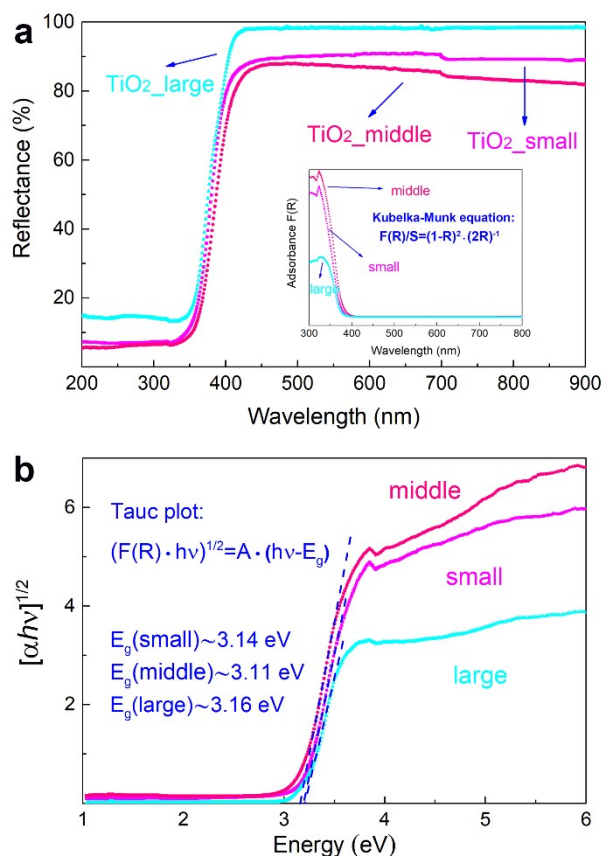 a
100
80
60
40
20
Reflectance (%)
TiO2_large
TiO2_middle
TiO2_small
Adsorbance F(R)
middle
Kubelka-Munk equation:
F(R)/S=(1-R)²·(2R)⁻¹
small
large
300 400 500 600 700 800
Wavelength (nm)
200 300 400 500 600 700 800 900
Wavelength (nm)
b
6
4
2
[αhν]^1/2
middle
Tauc plot:
(F(R)·hν)^1/2=A·(hν-Eg)
small
Eg(small)~3.14 eV
Eg(middle)~3.11 eV
Eg(large)~3.16 eV
large
1 2 3 4 5 6
Energy (eV)